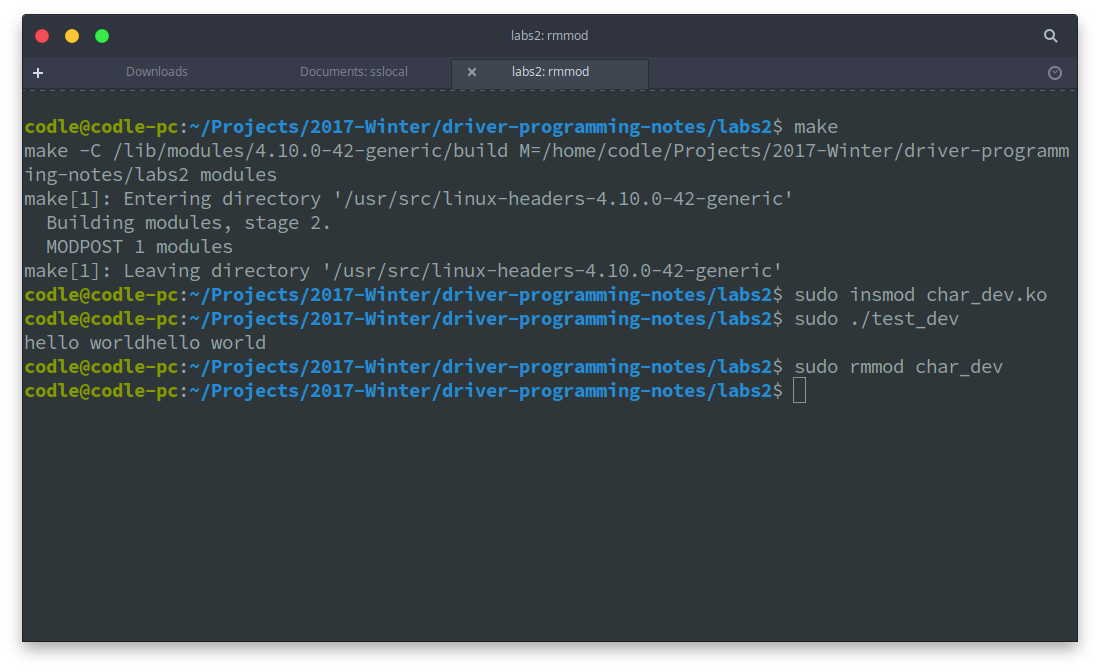 labs2: rmmod
Downloads
Documents: sslocal
labs2: rmmod
codle@codle-pc:~/Projects/2017-Winter/driver-programming-notes/labs2$ make
make -C /lib/modules/4.10.0-42-generic/build M=/home/codle/Projects/2017-Winter/driver-programm
ing-notes/labs2 modules
make[1]: Entering directory '/usr/src/linux-headers-4.10.0-42-generic'
  Building modules, stage 2.
  MODPOST 1 modules
make[1]: Leaving directory '/usr/src/linux-headers-4.10.0-42-generic'
codle@codle-pc:~/Projects/2017-Winter/driver-programming-notes/labs2$ sudo insmod char_dev.ko
codle@codle-pc:~/Projects/2017-Winter/driver-programming-notes/labs2$ sudo ./test_dev
hello worldhello world
codle@codle-pc:~/Projects/2017-Winter/driver-programming-notes/labs2$ sudo rmmod char_dev
codle@codle-pc:~/Projects/2017-Winter/driver-programming-notes/labs2$